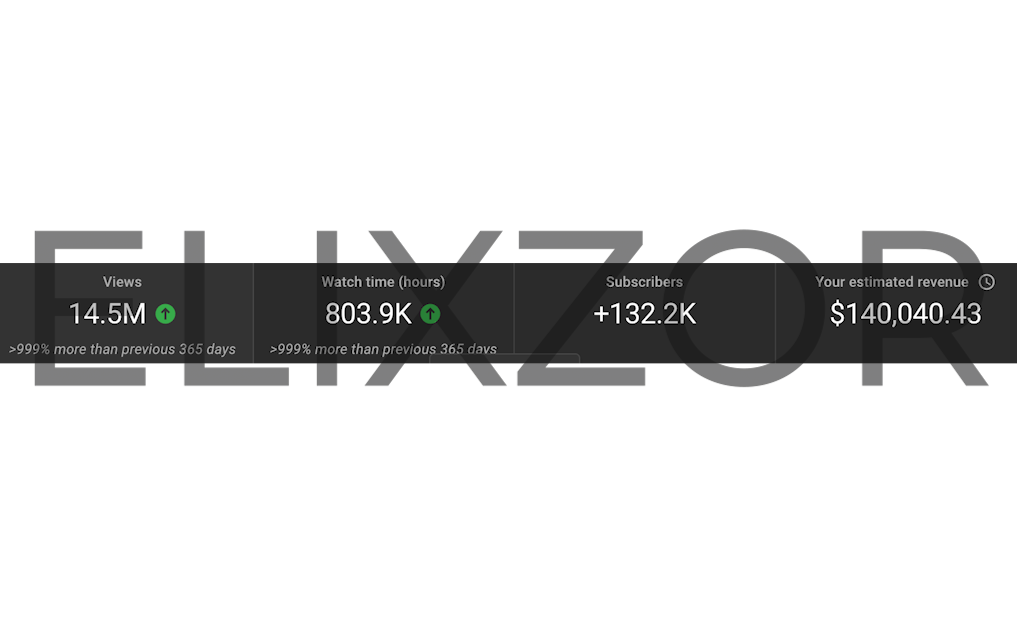 ELIXZOR
Views
14.5M
>999% more than previous 365 days
Watch time (hours)
803.9K
>999% more than previous 365 days
Subscribers
+132.2K
Your estimated revenue
$140,040.43